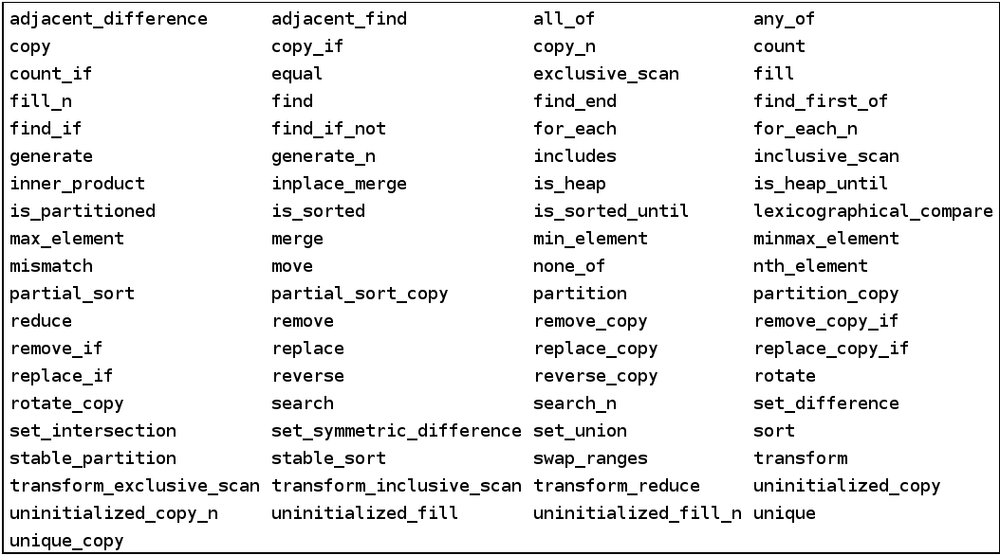 adjacent_difference adjacent_find all_of any_of
copy copy_if copy_n count
count_if equal exclusive_scan fill
fill_n find find_end find_first_of
find_if find_if_not for_each for_each_n
generate generate_n includes inclusive_scan
inner_product inplace_merge is_heap is_heap_until
is_partitioned is_sorted is_sorted_until lexicographical_compare
max_element merge min_element minmax_element
mismatch move none_of nth_element
partial_sort partial_sort_copy partition partition_copy
reduce remove remove_copy remove_copy_if
remove_if replace replace_copy replace_copy_if
replace_if reverse reverse_copy rotate
rotate_copy search search_n set_difference
set_intersection set_symmetric_difference set_union sort
stable_partition stable_sort swap_ranges transform
transform_exclusive_scan transform_inclusive_scan transform_reduce uninitialized_copy
uninitialized_copy_n uninitialized_fill uninitialized_fill_n unique
unique_copy